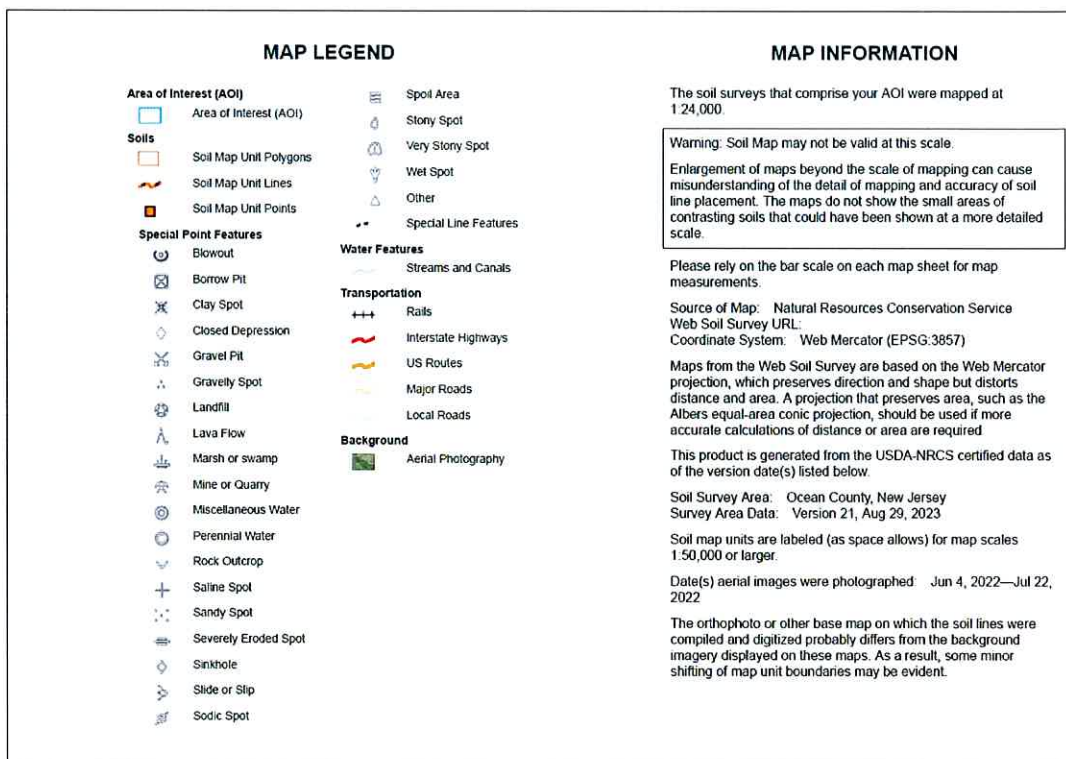 MAP LEGEND
Area of Interest (AOI)
Area of Interest (AOI)
Soils
Soil Map Unit Polygons
Soil Map Unit Lines
Soil Map Unit Points
Special Point Features
Blowout
Borrow Pit
Clay Spot
Closed Depression
Gravel Pit
Gravelly Spot
Landfill
Lava Flow
Marsh or swamp
Mine or Quarry
Miscellaneous Water
Perennial Water
Rock Outcrop
Saline Spot
Sandy Spot
Severely Eroded Spot
Sinkhole
Slide or Slip
Sodic Spot
Spoil Area
Stony Spot
Very Stony Spot
Wet Spot
Other
Special Line Features
Water Features
Streams and Canals
Transportation
Rails
Interstate Highways
US Routes
Major Roads
Local Roads
Background
Aerial Photography
MAP INFORMATION
The soil surveys that comprise your AOI were mapped at
1:24,000.
Warning: Soil Map may not be valid at this scale.
Enlargement of maps beyond the scale of mapping can cause
misunderstanding of the detail of mapping and accuracy of soil
line placement. The maps do not show the small areas of
contrasting soils that could have been shown at a more detailed
scale.
Please rely on the bar scale on each map sheet for map
measurements.
Source of Map: Natural Resources Conservation Service
Web Soil Survey URL:
Coordinate System: Web Mercator (EPSG:3857)
Maps from the Web Soil Survey are based on the Web Mercator
projection, which preserves direction and shape but distorts
distance and area. A projection that preserves area, such as the
Albers equal-area conic projection, should be used if more
accurate calculations of distance or area are required.
This product is generated from the USDA-NRCS certified data as
of the version date(s) listed below.
Soil Survey Area: Ocean County, New Jersey
Survey Area Data: Version 21, Aug 29, 2023
Soil map units are labeled (as space allows) for map scales
1:50,000 or larger.
Date(s) aerial images were photographed: Jun 4, 2022—Jul 22,
2022
The orthophoto or other base map on which the soil lines were
compiled and digitized probably differs from the background
imagery displayed on these maps. As a result, some minor
shifting of map unit boundaries may be evident.